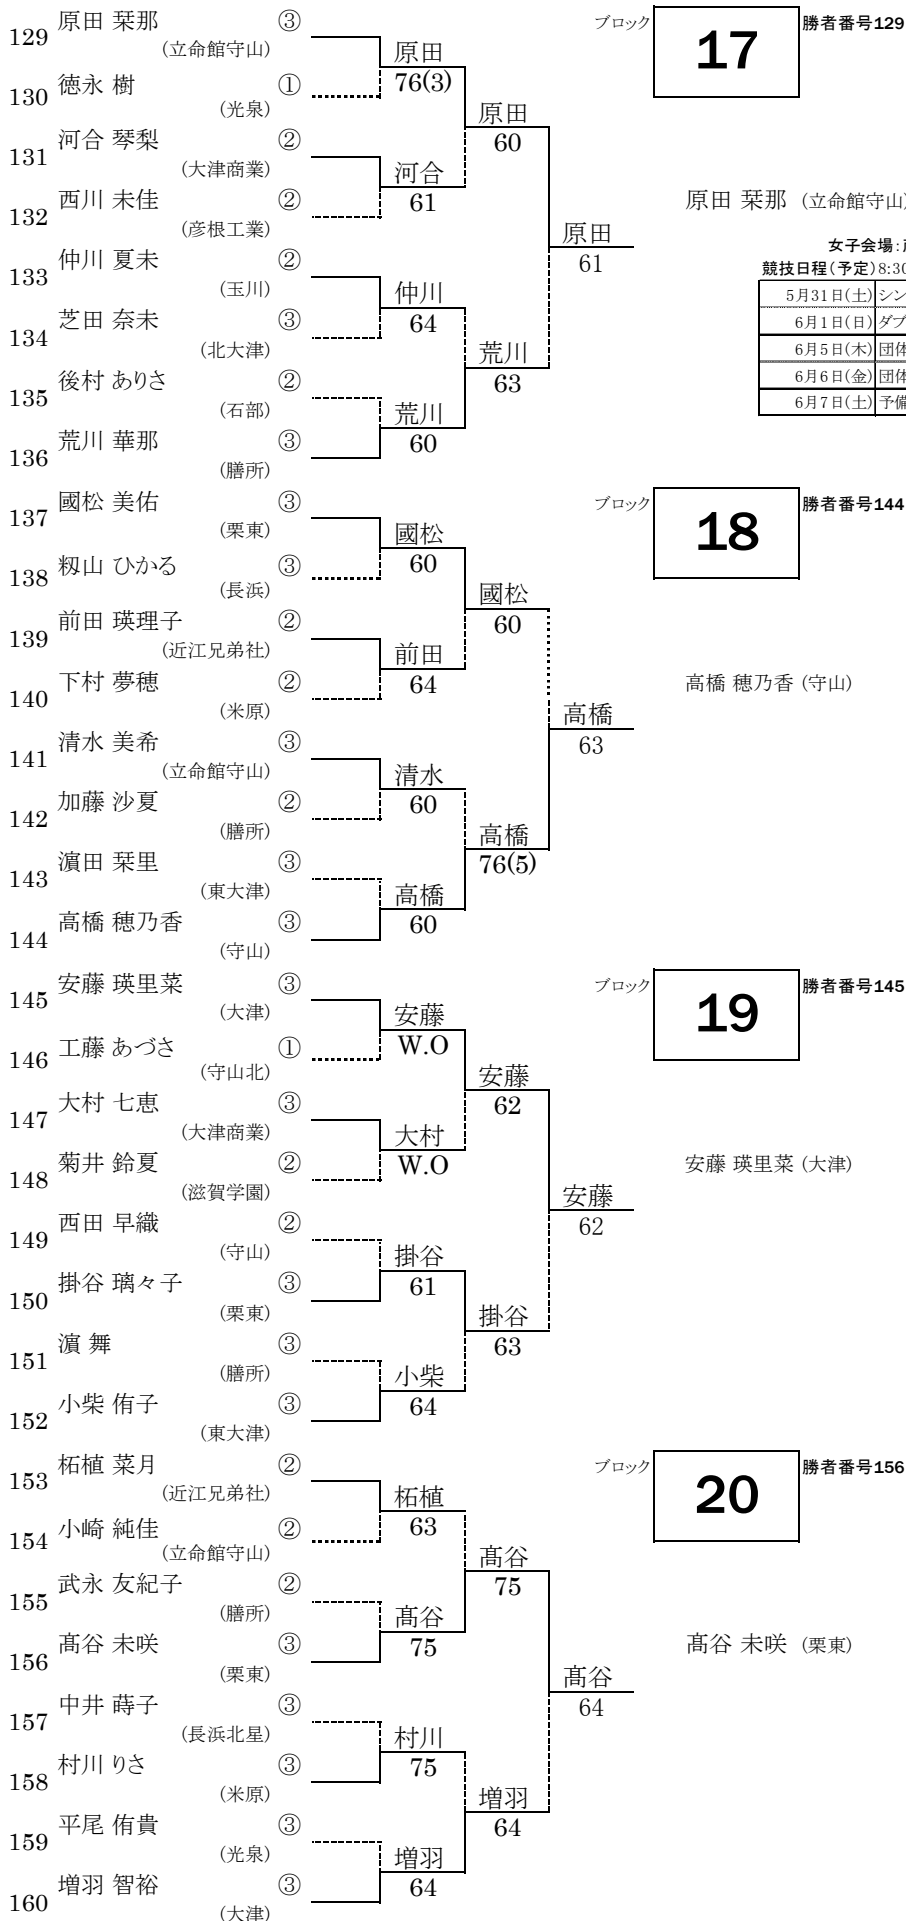 129 原田 栞那 ③
(立命館守山)
130 徳永 樹 ①
(光泉)
131 河合 琴梨 ②
(大津商業)
132 西川 未佳 ②
(彦根工業)
133 仲川 夏未 ②
(玉川)
134 芝田 奈未 ③
(北大津)
135 後村 ありさ ②
(石部)
136 荒川 華那 ③
(膳所)
原田
76(3)
河合
61
仲川
64
荒川
60
原田
60
荒川
63
原田
61
ブロック 17 勝者番号129
原田 栞那 (立命館守山)
女子会場:
競技日程(予定)8:30
5月31日(土) シン
6月1日(日) ダブ
6月5日(木) 団体
6月6日(金) 団体
6月7日(土) 予備
137 國松 美佑 ③
(栗東)
138 籾山 ひかる ③
(長浜)
139 前田 瑛理子 ②
(近江兄弟社)
140 下村 夢穂 ②
(米原)
141 清水 美希 ③
(立命館守山)
142 加藤 沙夏 ②
(膳所)
143 濵田 栞里 ③
(東大津)
144 高橋 穂乃香 ③
(守山)
國松
60
前田
64
清水
60
高橋
60
國松
60
高橋
76(5)
高橋
63
ブロック 18 勝者番号144
高橋 穂乃香 (守山)
145 安藤 瑛里菜 ③
(大津)
146 工藤 あづさ ①
(守山北)
147 大村 七恵 ③
(大津商業)
148 菊井 鈴夏 ②
(滋賀学園)
149 西田 早織 ②
(守山)
150 掛谷 璃々子 ③
(栗東)
151 濵 舞 ③
(膳所)
152 小柴 侑子 ③
(東大津)
安藤
W.O
大村
W.O
掛谷
61
小柴
64
安藤
62
掛谷
63
安藤
62
ブロック 19 勝者番号145
安藤 瑛里菜 (大津)
153 柘植 菜月 ②
(近江兄弟社)
154 小崎 純佳 ②
(立命館守山)
155 武永 友紀子 ②
(膳所)
156 髙谷 未咲 ③
(栗東)
157 中井 蒔子 ③
(長浜北星)
158 村川 りさ ③
(米原)
159 平尾 侑貴 ③
(光泉)
160 増羽 智裕 ③
(大津)
柘植
63
髙谷
75
村川
75
増羽
64
髙谷
75
増羽
64
髙谷
64
ブロック 20 勝者番号156
髙谷 未咲 (栗東)